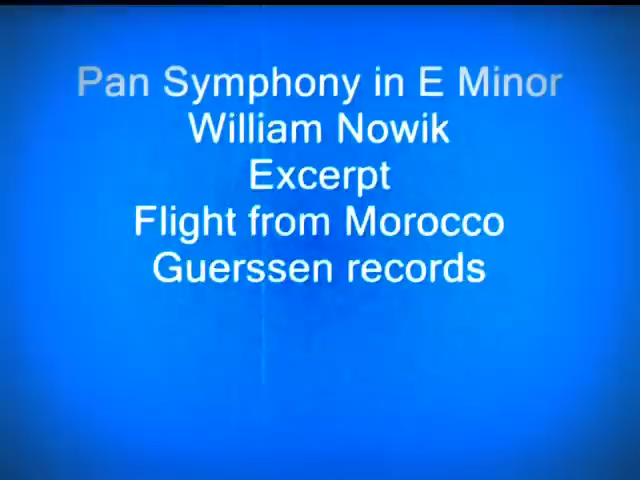 Pan Symphony in E Minor
William Nowik
Excerpt
Flight from Morocco
Guerssen records